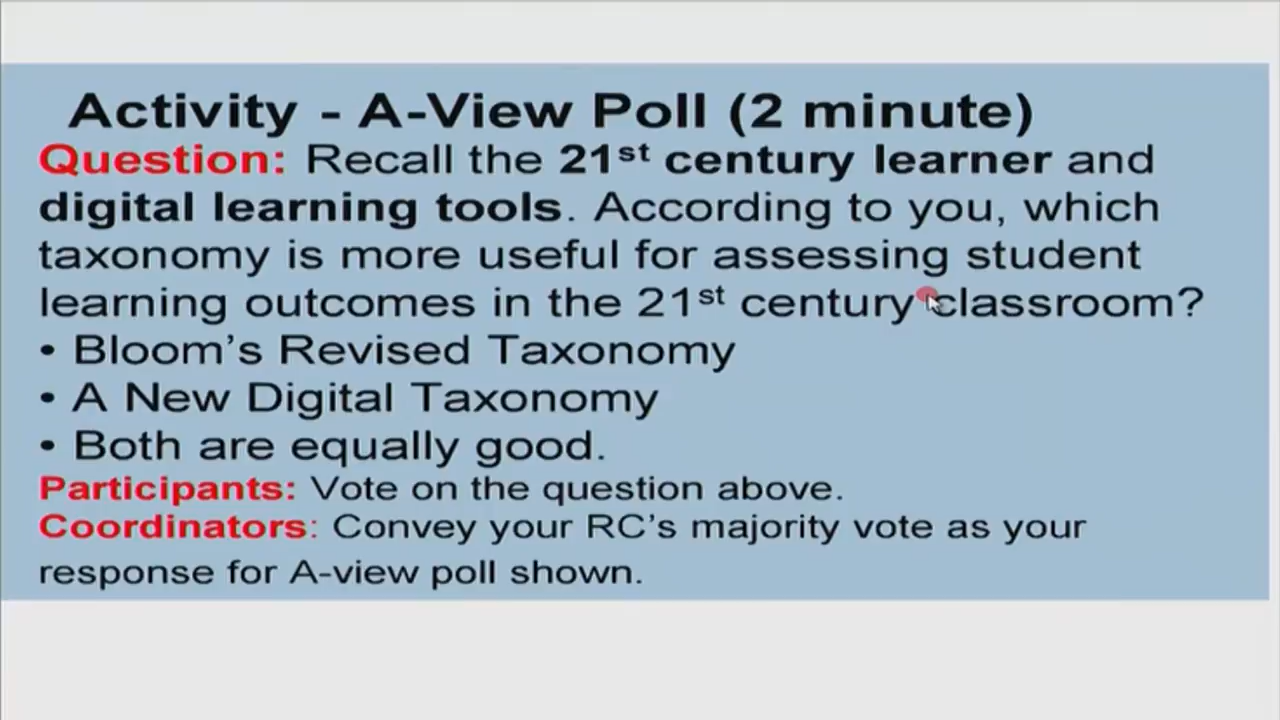 Activity - A-View Poll (2 minute)
Question: Recall the 21st century learner and
digital learning tools. According to you, which
taxonomy is more useful for assessing student
learning outcomes in the 21st century classroom?
• Bloom’s Revised Taxonomy
• A New Digital Taxonomy
• Both are equally good.
Participants: Vote on the question above.
Coordinators: Convey your RC’s majority vote as your
response for A-view poll shown.